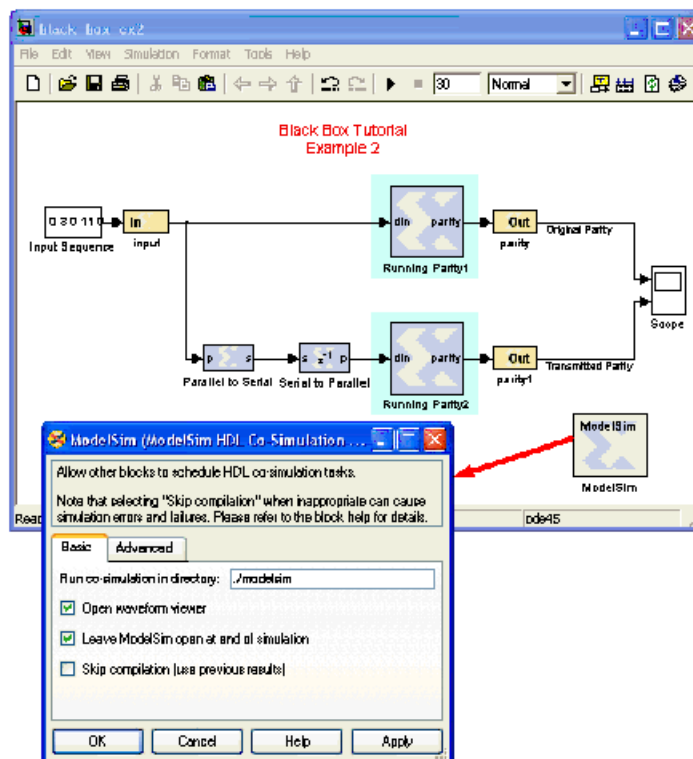 black_box_ex2
File Edit View Simulation Format Tools Help
30 Normal
Black Box Tutorial
Example 2
In
Input Sequence
input
din parity
Running Parity1
Out
parity
Original Parity
Scope
p s
Parallel to Serial
s z⁻¹ p
Serial to Parallel
din parity
Running Parity2
Out
parity1
Transmitted Parity
ModelSim
ModelSim
ode45
ModelSim (ModelSim HDL Co-Simulation ...
Allow other blocks to schedule HDL co-simulation tasks.
Note that selecting "Skip compilation" when inappropriate can cause
simulation errors and failures. Please refer to the block help for details.
Basic Advanced
Run co-simulation in directory: ./modelsim
Open waveform viewer
Leave ModelSim open at end of simulation
Skip compilation (use previous results)
OK Cancel Help Apply